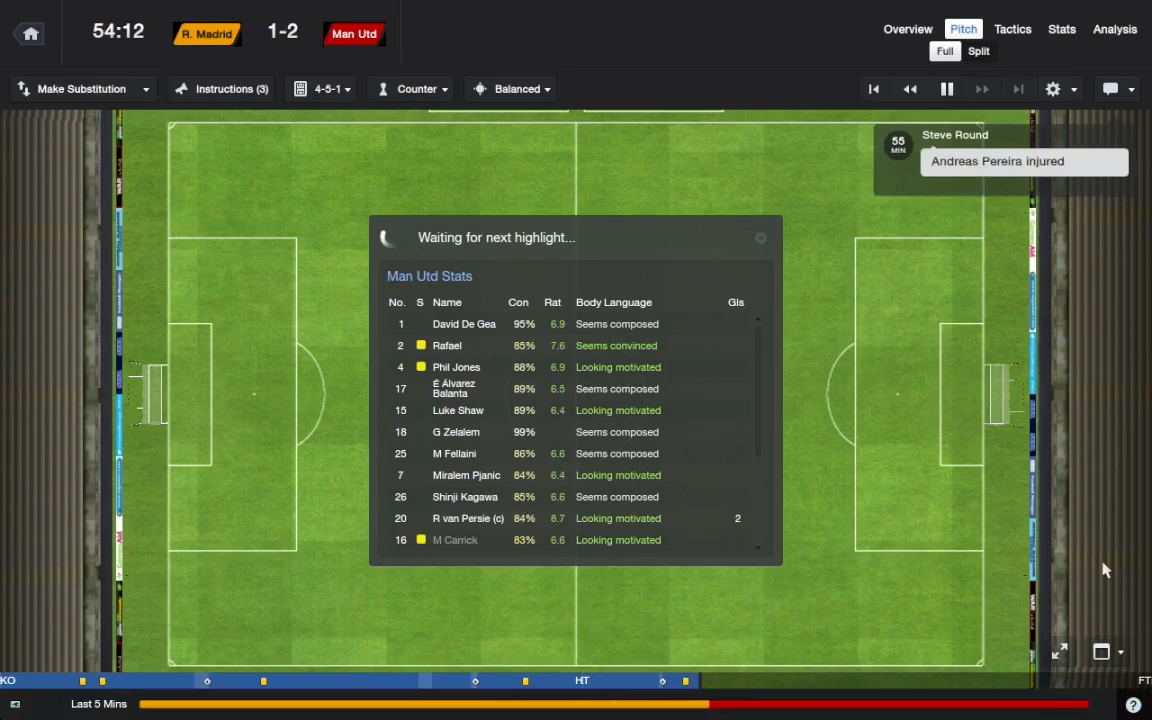 54:12
R. Madrid
1-2
Man Utd
Overview
Pitch
Tactics
Stats
Analysis
Full
Split
Make Substitution
Instructions (3)
4-5-1
Counter
Balanced
55
MIN
Steve Round
Andreas Pereira injured
Waiting for next highlight...
Man Utd Stats
No. S Name Con Rat Body Language Gls
1 David De Gea 95% 6.9 Seems composed
2 Rafael 85% 7.6 Seems convinced
4 Phil Jones 88% 6.9 Looking motivated
17 É Álvarez Balanta 89% 6.5 Seems composed
15 Luke Shaw 89% 6.4 Looking motivated
18 G Zelalem 99% Seems composed
25 M Fellaini 86% 6.6 Seems composed
7 Miralem Pjanic 84% 6.4 Looking motivated
26 Shinji Kagawa 85% 6.6 Seems composed
20 R van Persie (c) 84% 8.7 Looking motivated 2
16 M Carrick 83% 6.6 Looking motivated
KO
HT
FT
Last 5 Mins
?